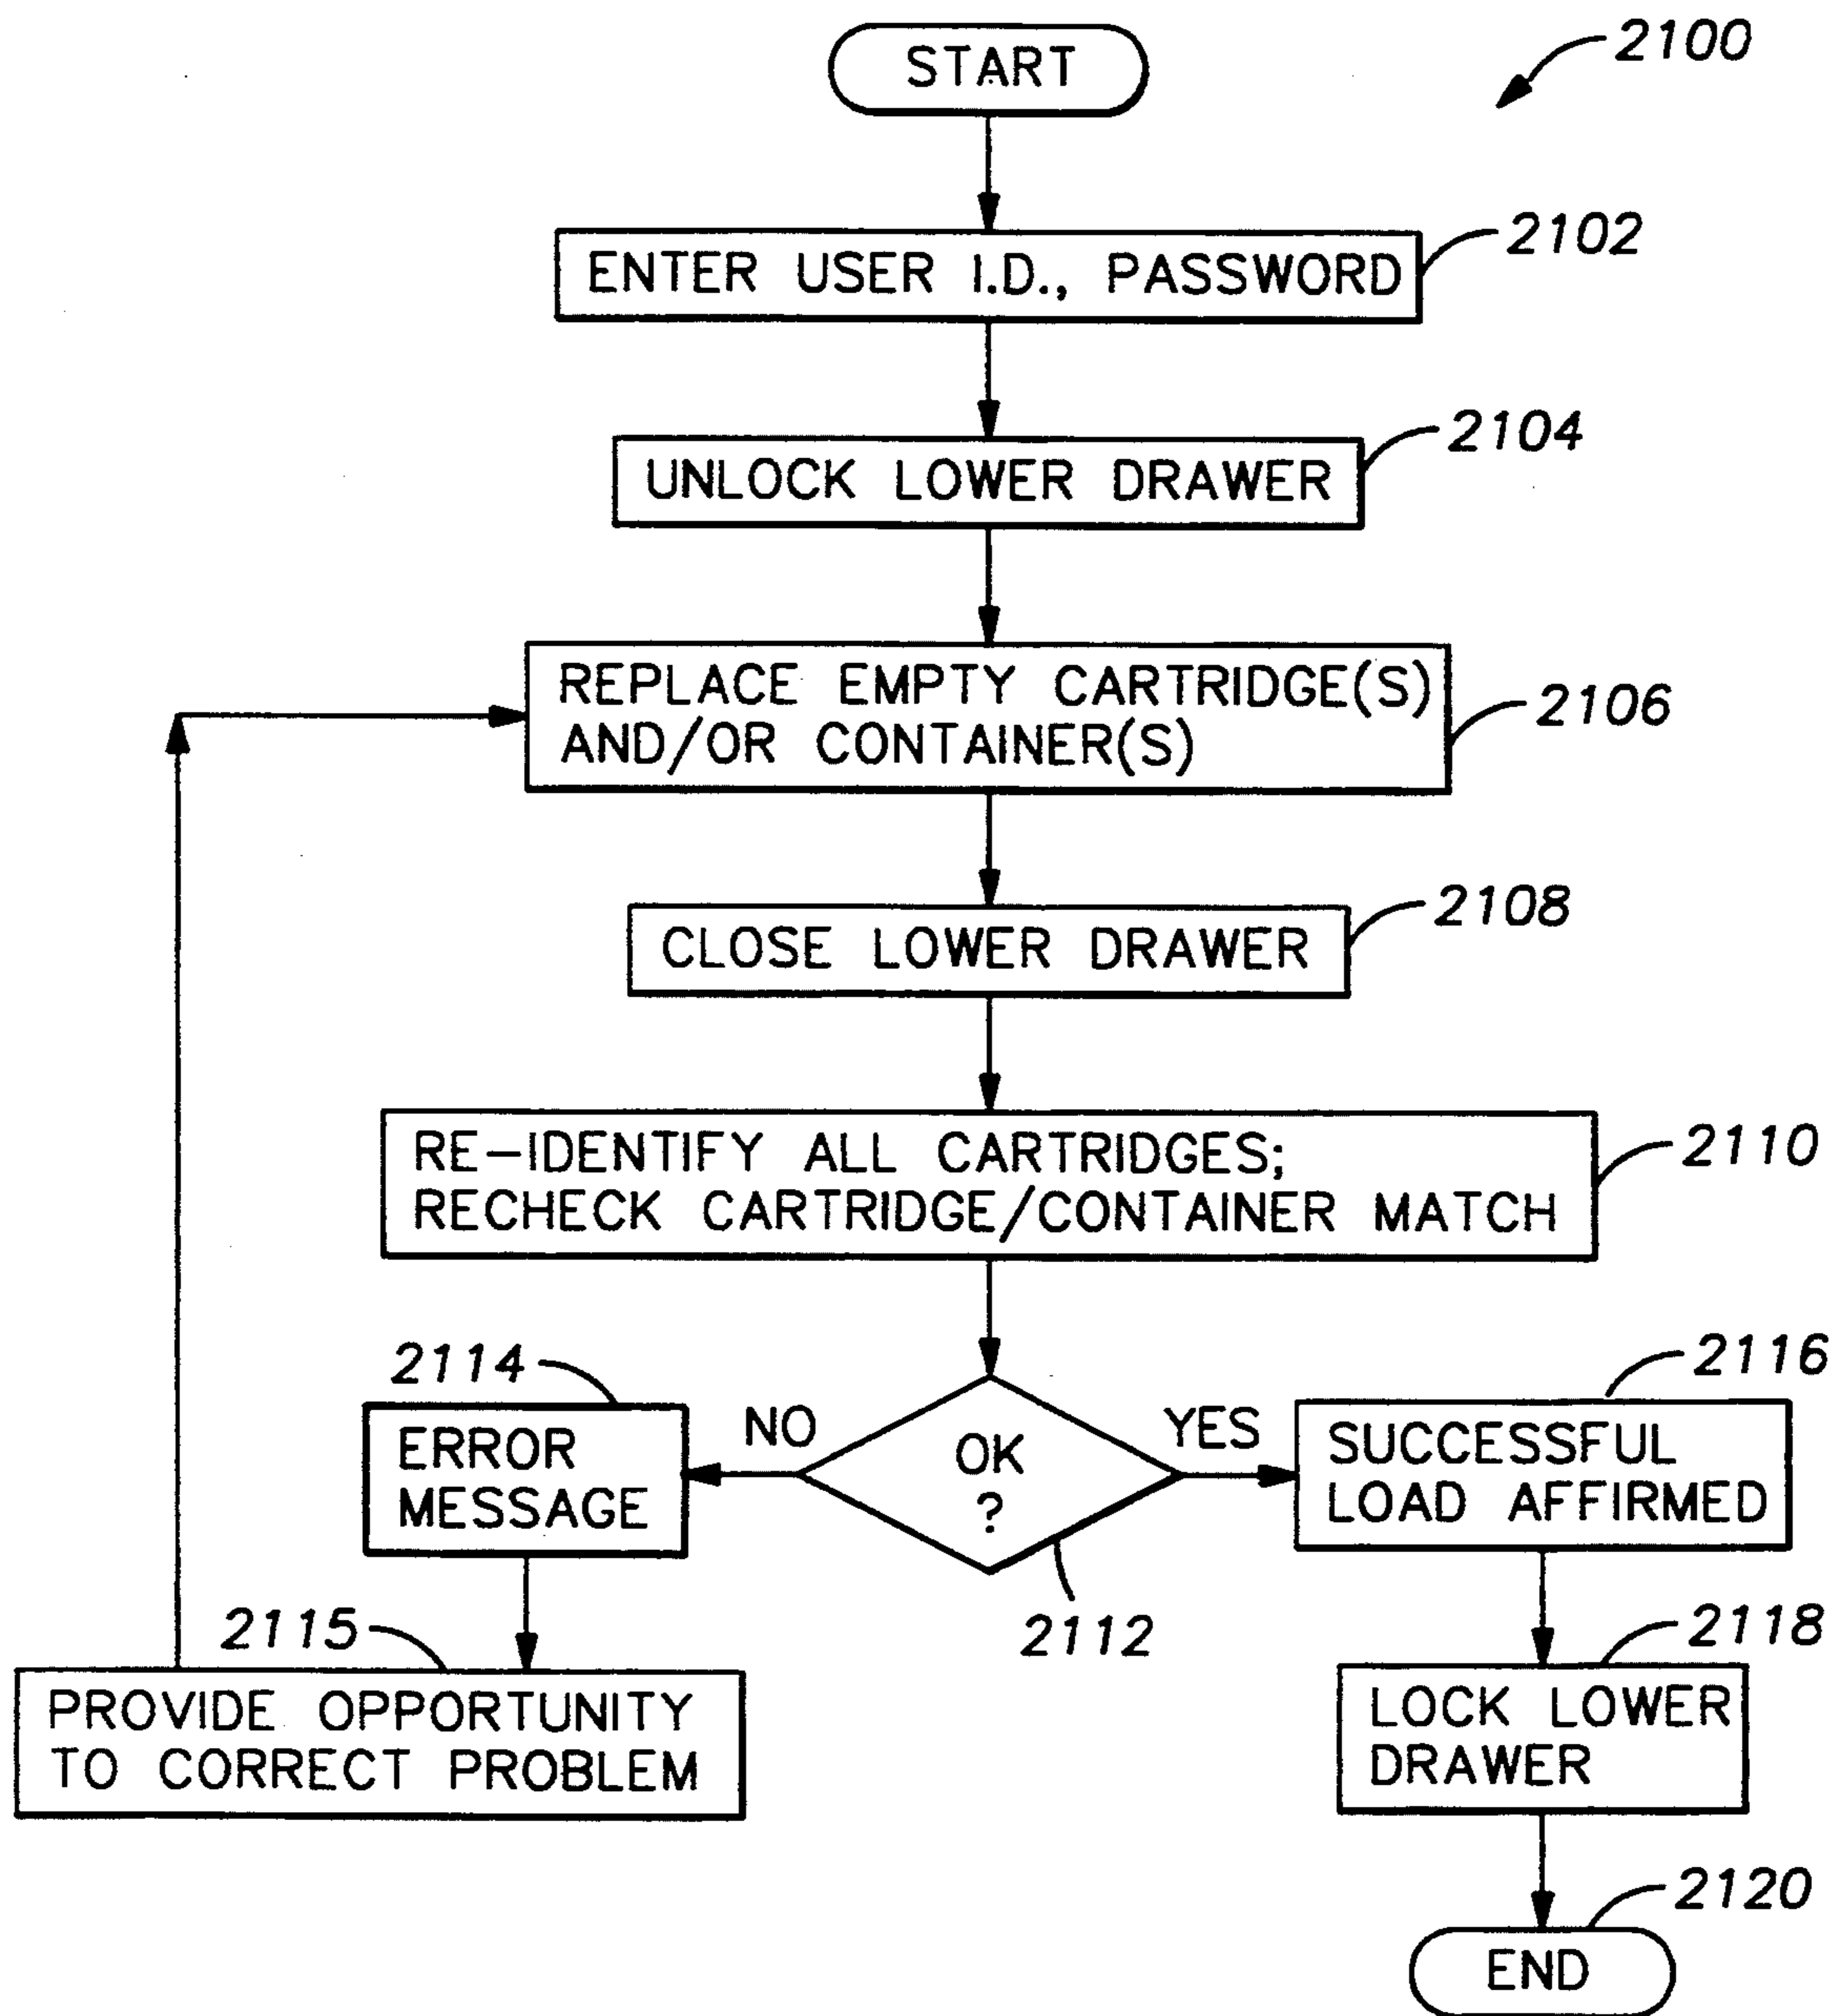 START
2100
ENTER USER I.D., PASSWORD
2102
UNLOCK LOWER DRAWER
2104
REPLACE EMPTY CARTRIDGE(S)
AND/OR CONTAINER(S)
2106
CLOSE LOWER DRAWER
2108
RE-IDENTIFY ALL CARTRIDGES;
RECHECK CARTRIDGE/CONTAINER MATCH
2110
2114
ERROR
MESSAGE
NO
OK
?
2112
YES
2116
SUCCESSFUL
LOAD AFFIRMED
2115
PROVIDE OPPORTUNITY
TO CORRECT PROBLEM
2118
LOCK LOWER
DRAWER
2120
END